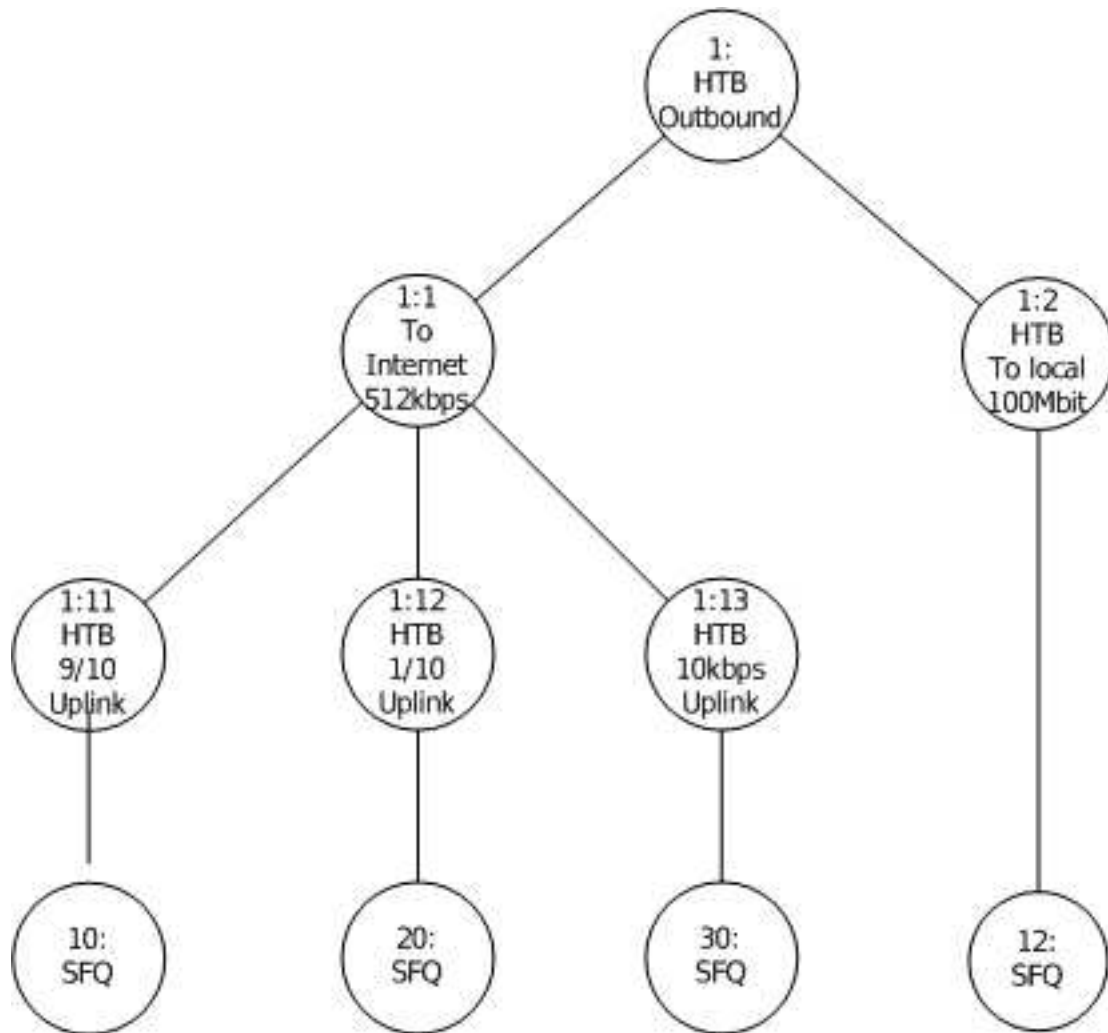 1:
HTB
Outbound
1:1
To
Internet
512kbps
1:2
HTB
To local
100Mbit
1:11
HTB
9/10
Uplink
1:12
HTB
1/10
Uplink
1:13
HTB
10kbps
Uplink
10:
SFQ
20:
SFQ
30:
SFQ
12:
SFQ